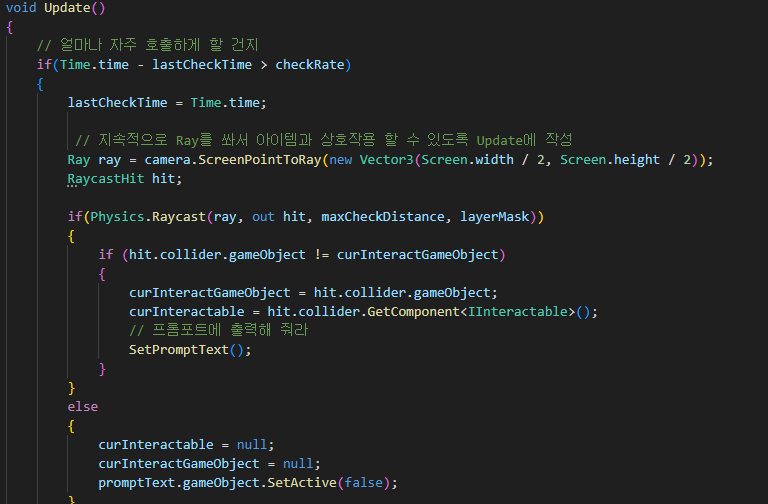 void Update()
{
// 얼마나 자주 호출하게 할 건지
if(Time.time - lastCheckTime > checkRate)
{
lastCheckTime = Time.time;
// 지속적으로 Ray를 쏴서 아이템과 상호작용 할 수 있도록 Update에 작성
Ray ray = camera.ScreenPointToRay(new Vector3(Screen.width / 2, Screen.height / 2));
RaycastHit hit;
if(Physics.Raycast(ray, out hit, maxCheckDistance, layerMask))
{
if (hit.collider.gameObject != curInteractGameObject)
{
curInteractGameObject = hit.collider.gameObject;
curInteractable = hit.collider.GetComponent<IInteractable>();
// 프롬포트에 출력해 줘라
SetPromptText();
}
}
else
{
curInteractable = null;
curInteractGameObject = null;
promptText.gameObject.SetActive(false);
}